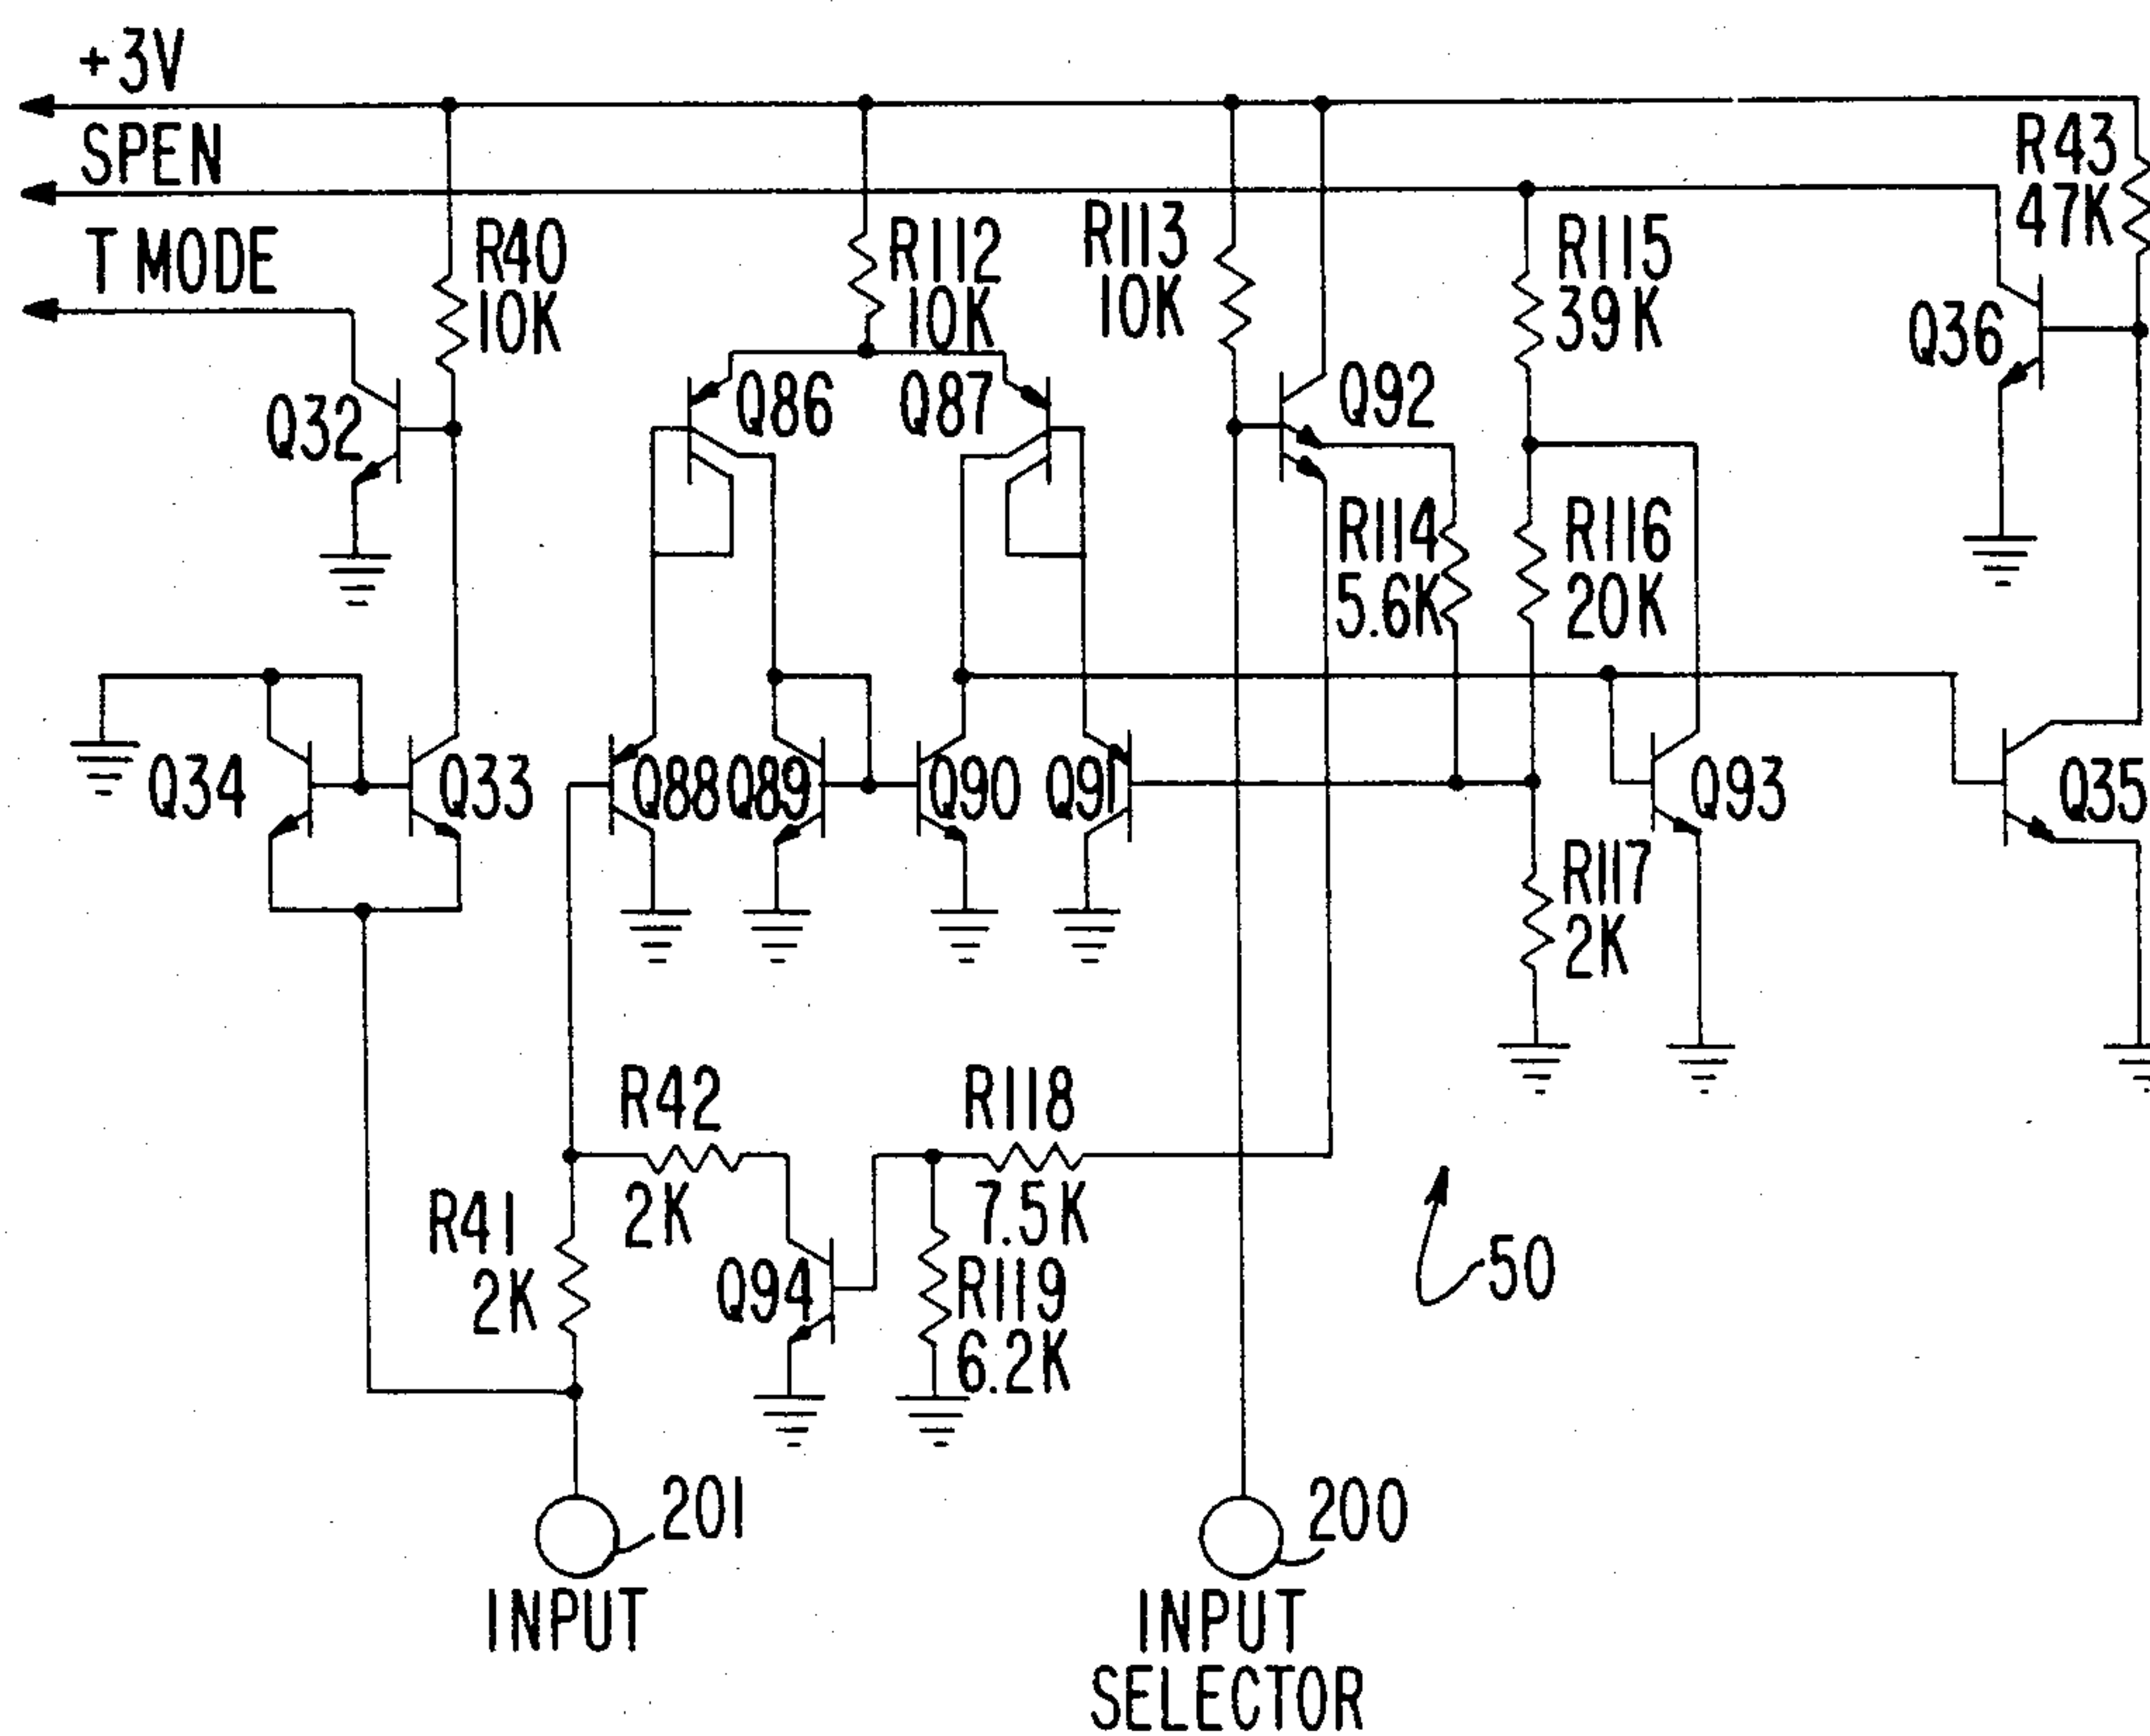 +3V
SPEN
T MODE
R40
10K
R112
10K
R113
10K
R115
39K
R43
47K
Q32
Q86
Q87
Q92
Q36
R114
5.6K
R116
20K
Q34
Q33
Q88
Q89
Q90
Q91
Q93
Q35
R117
2K
R42
2K
R118
7.5K
R41
2K
Q94
R119
6.2K
50
201
INPUT
200
INPUT
SELECTOR